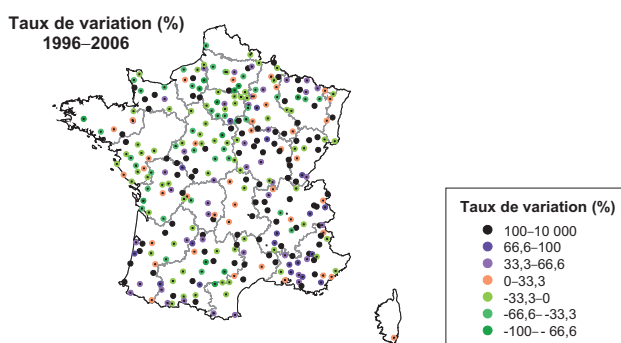 Taux de variation (%)
1996–2006
Taux de variation (%)
100–10 000
66,6–100
33,3–66,6
0–33,3
-33,3–0
-66,6– -33,3
-100– - 66,6